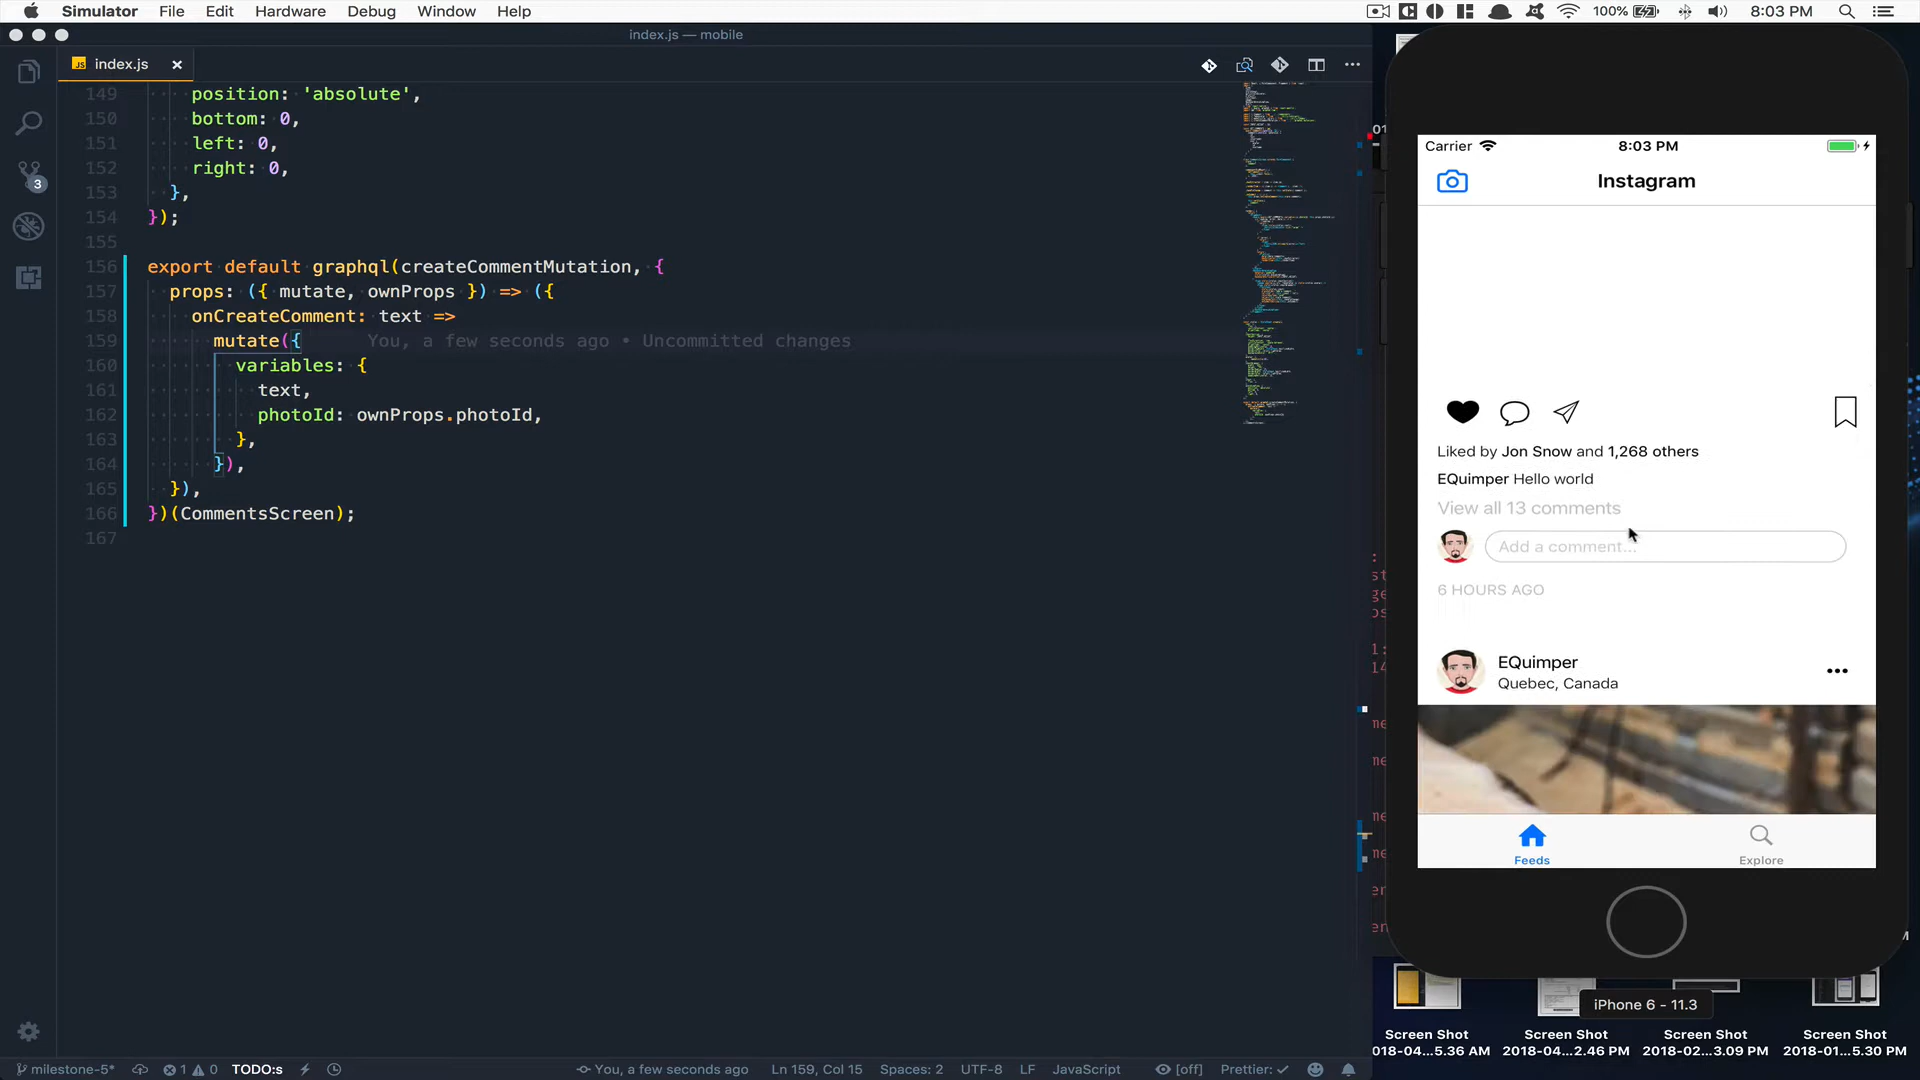 Simulator File Edit Hardware Debug Window Help 100% 8:03 PM
index.js — mobile
JS index.js
149 position: 'absolute',
150 bottom: 0,
151 left: 0,
152 right: 0,
153 },
154 });
155
156 export default graphql(createCommentMutation, {
157 props: ({ mutate, ownProps }) => ({
158 onCreateComment: text =>
159 mutate({ You, a few seconds ago • Uncommitted changes
160 variables: {
161 text,
162 photoId: ownProps.photoId,
163 },
164 }),
165 }),
166 })(CommentsScreen);
167
3
milestone-5* 1 0 TODO:s You, a few seconds ago Ln 159, Col 15 Spaces: 2 UTF-8 LF JavaScript [off] Prettier: ✓
Carrier 8:03 PM
Instagram
Liked by Jon Snow and 1,268 others
EQuimper Hello world
View all 13 comments
Add a comment...
6 HOURS AGO
EQuimper
Quebec, Canada
Feeds Explore
iPhone 6 - 11.3
Screen Shot Screen Shot Screen Shot Screen Shot
018-04...5.36 AM 2018-04...2.46 PM 2018-02...3.09 PM 2018-01...5.30 PM